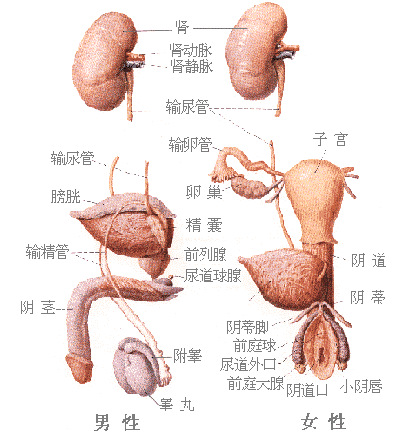 肾
肾动脉
肾静脉
输尿管
输尿管
膀胱
输精管
阴茎
精囊
前列腺
尿道球腺
附睾
睾丸
男性
输卵管
卵巢
子宫
阴道
阴蒂
阴蒂脚
前庭球
尿道外口
前庭大腺
阴道口
小阴唇
女性